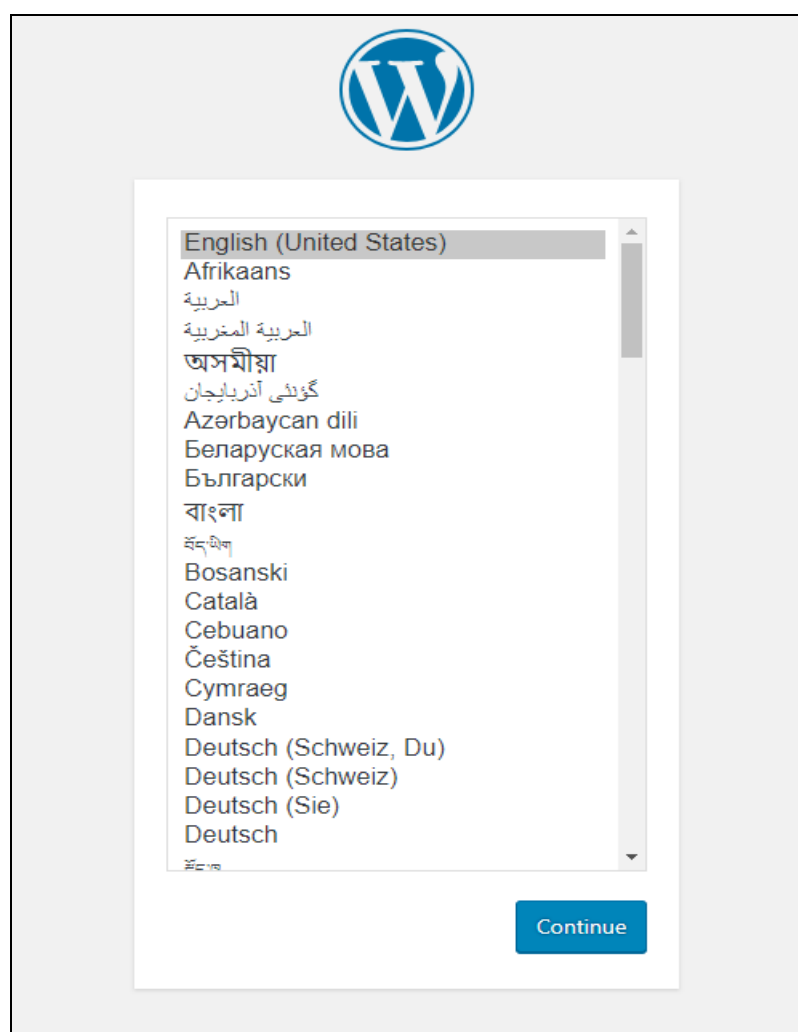 English (United States)
Afrikaans
العربية
العربية المغربية
অসমীয়া
گؤنئی آذربایجان
Azərbaycan dili
Беларуская мова
Български
বাংলা
བོད་ཡིག
Bosanski
Català
Cebuano
Čeština
Cymraeg
Dansk
Deutsch (Schweiz, Du)
Deutsch (Schweiz)
Deutsch (Sie)
Deutsch
Continue